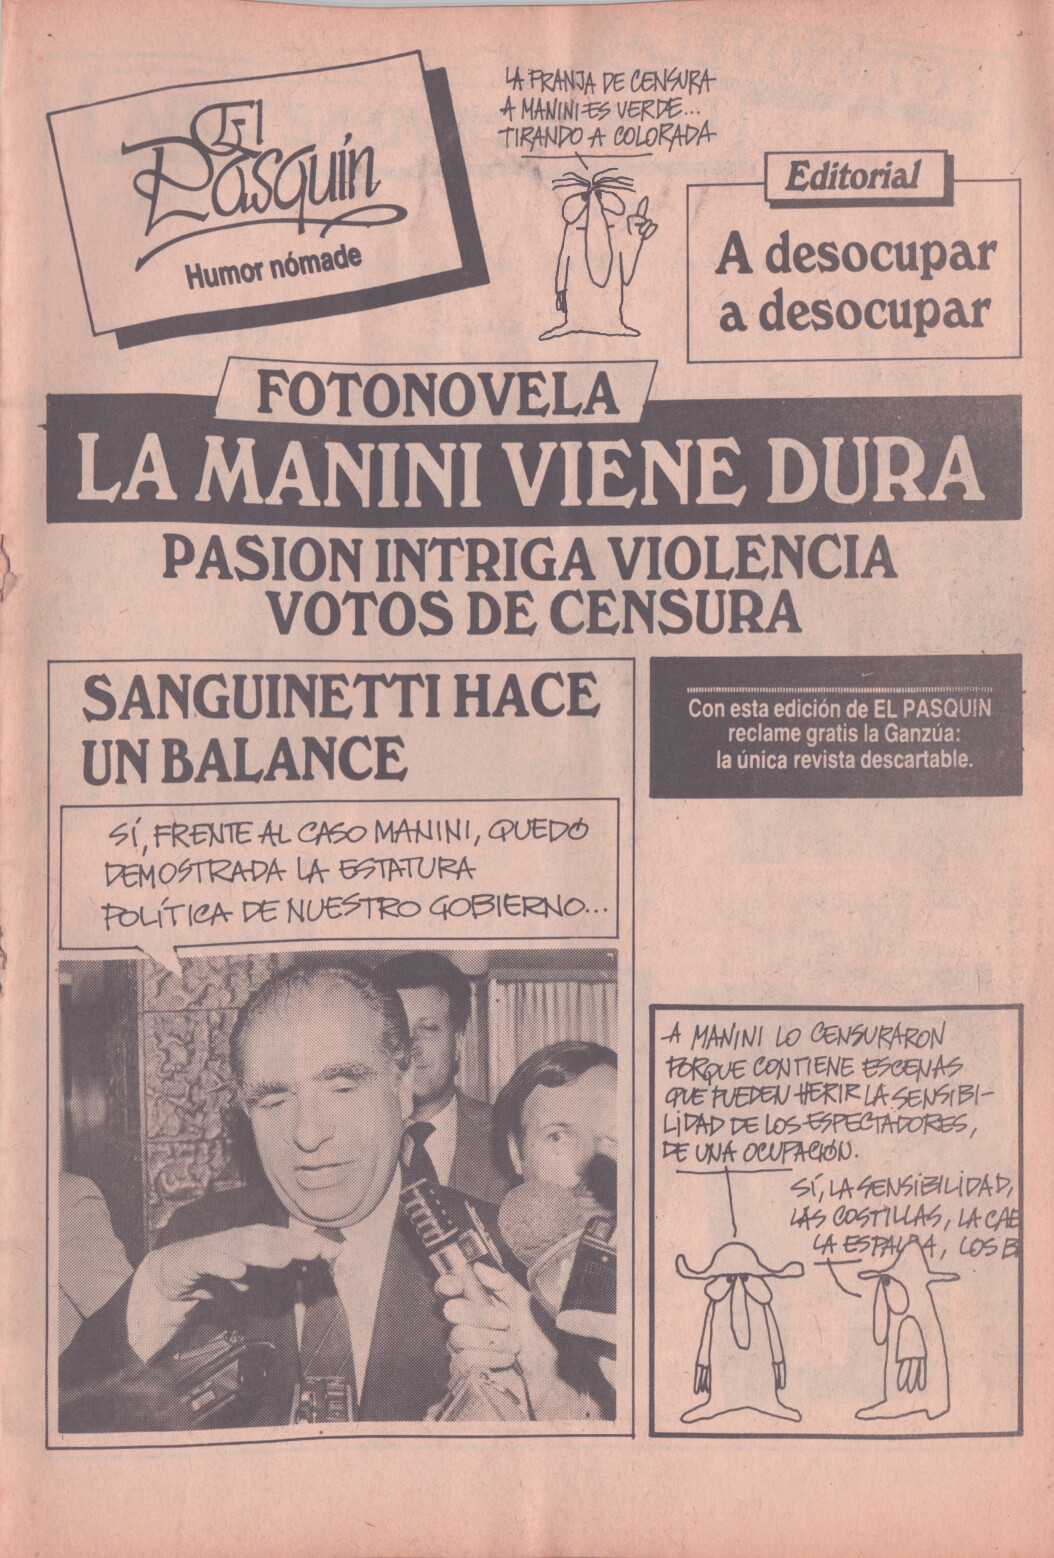 El
Pasquín
Humor nómade
LA FRANJA DE CENSURA
A MANINI ES VERDE...
TIRANDO A COLORADA
Editorial
A desocupar
a desocupar
FOTONOVELA
LA MANINI VIENE DURA
PASION INTRIGA VIOLENCIA
VOTOS DE CENSURA
SANGUINETTI HACE
UN BALANCE
SÍ, FRENTE AL CASO MANINI, QUEDÓ
DEMOSTRADA LA ESTATURA
POLÍTICA DE NUESTRO GOBIERNO...
Con esta edición de EL PASQUIN
reclame gratis la Ganzúa:
la única revista descartable.
A MANINI LO CENSURARON
PORQUE CONTIENE ESCENAS
QUE PUEDEN HERIR LA SENSIBI-
LIDAD DE LOS ESPECTADORES,
DE UNA OCUPACIÓN.
SÍ, LA SENSIBILIDAD,
LAS COSTILLAS, LA
LA ESPALDA, LOS